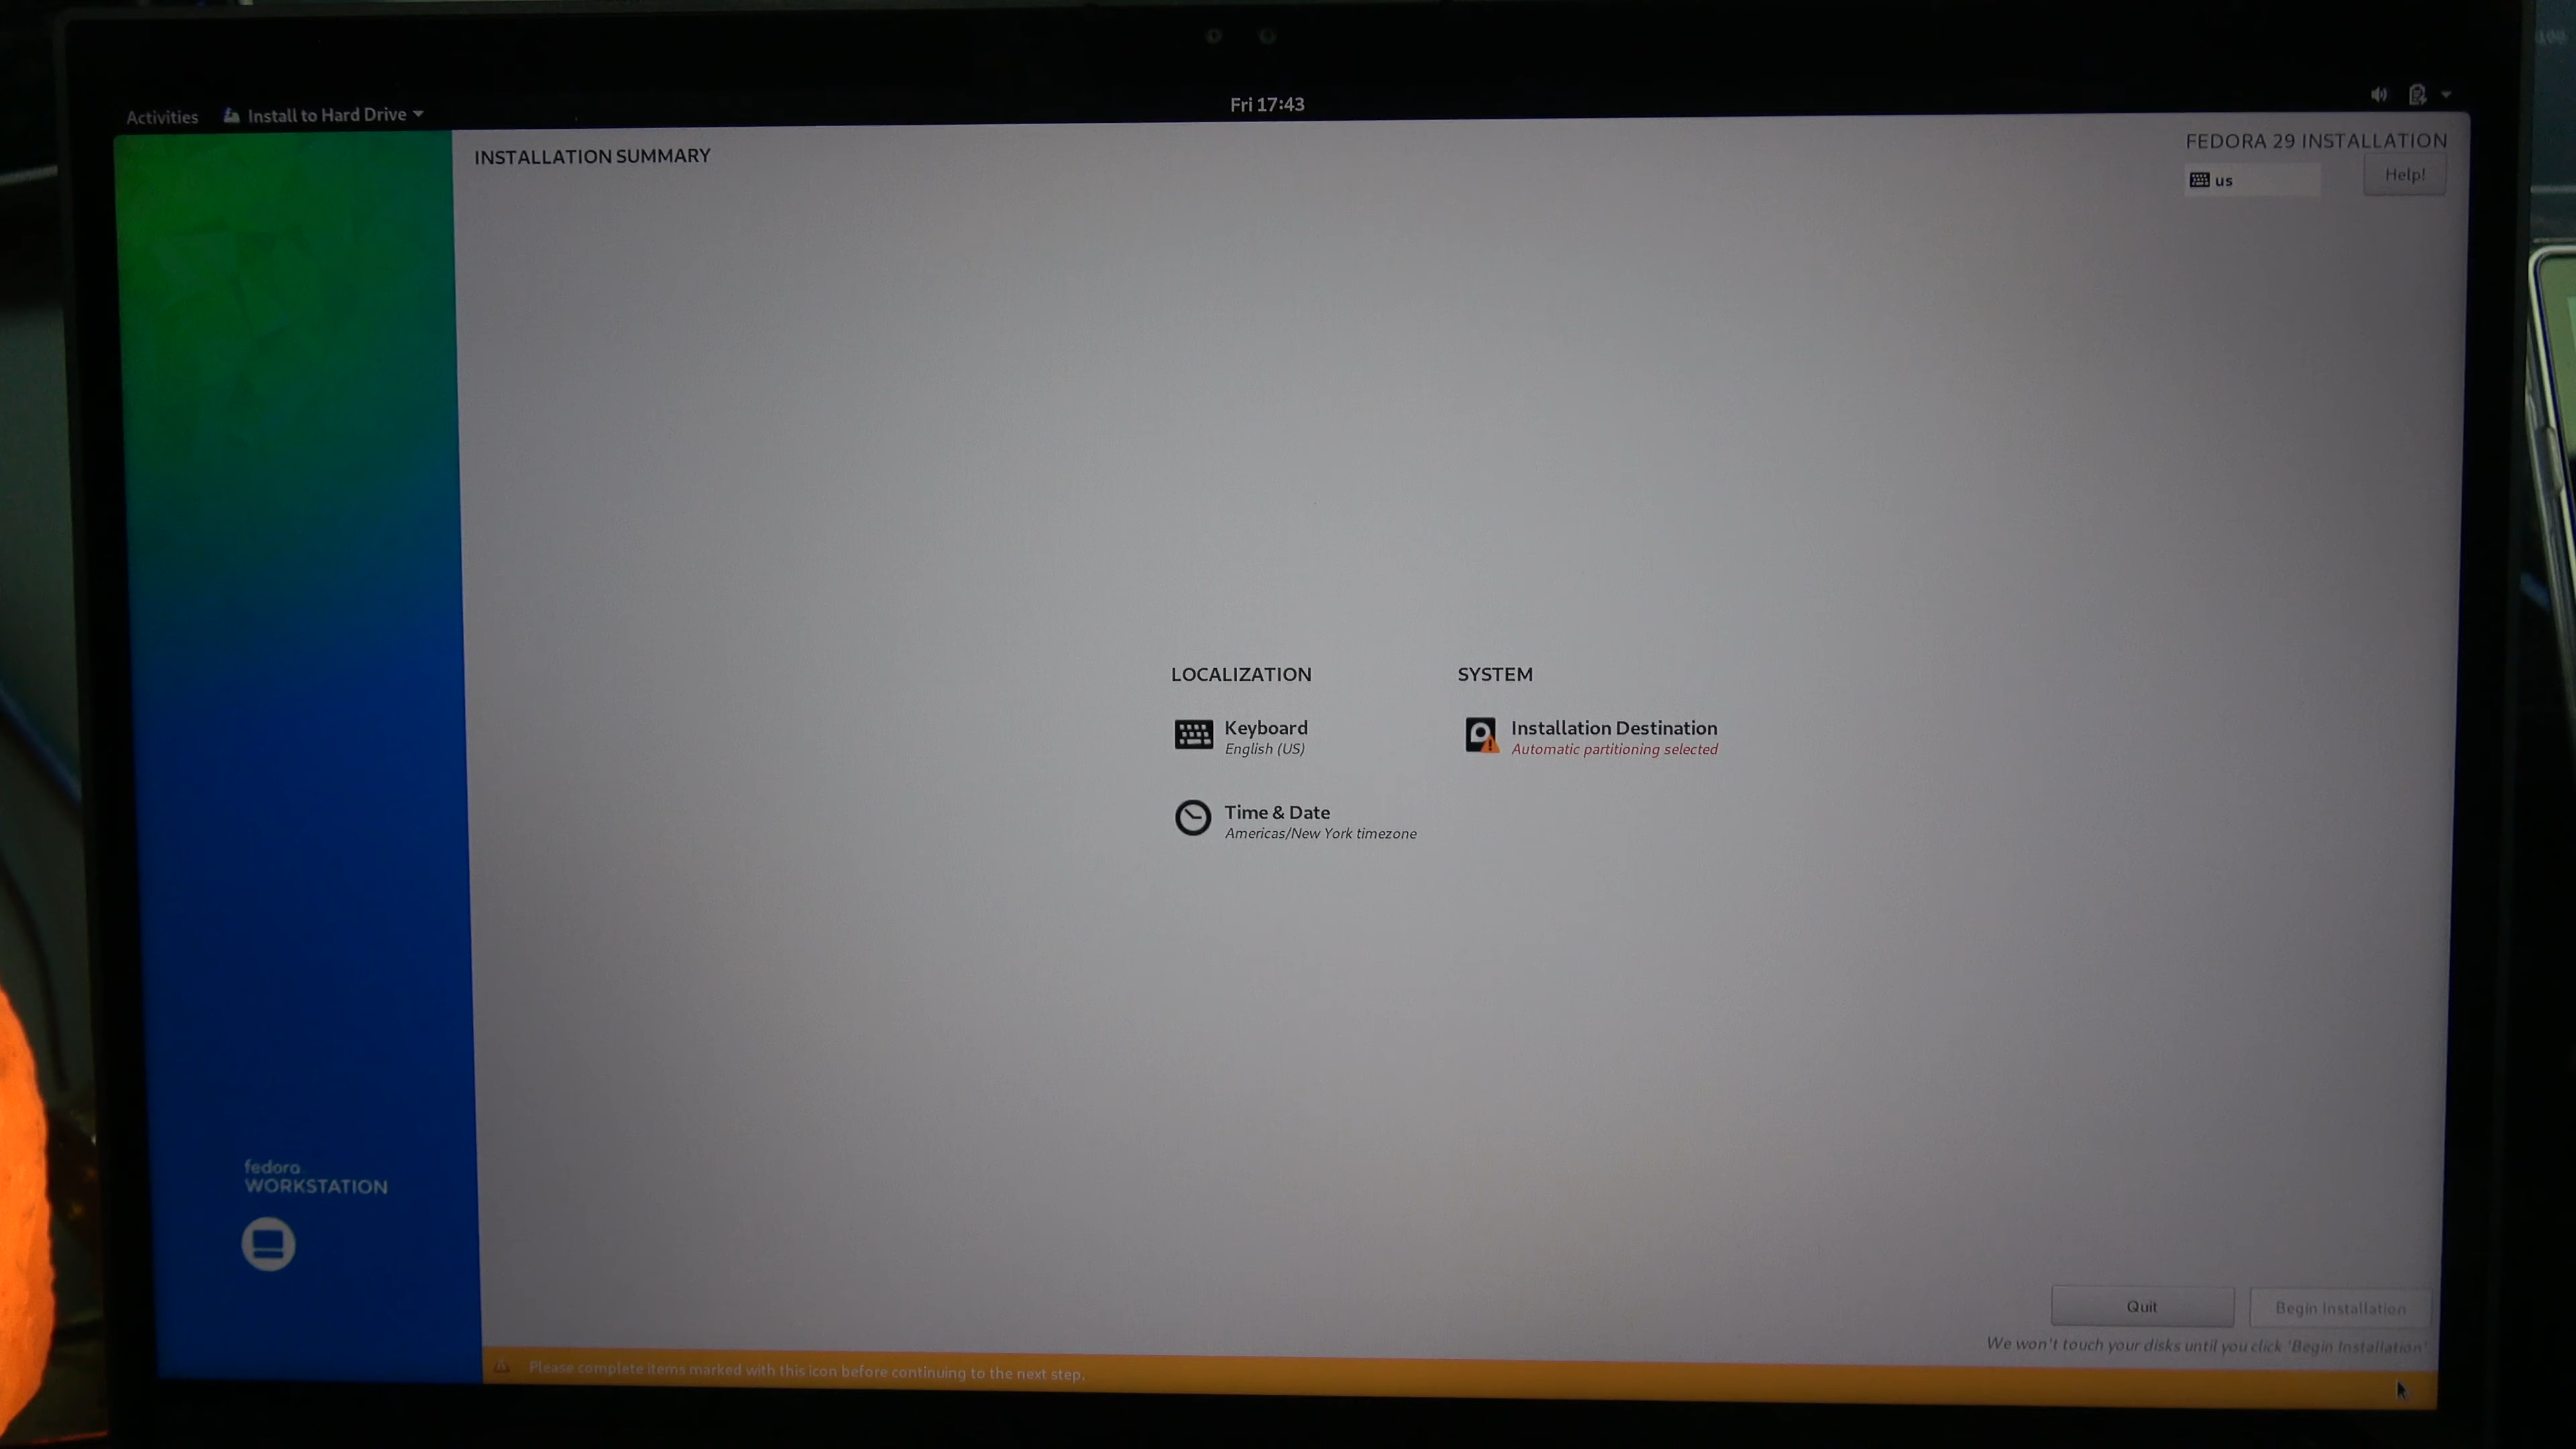 Activities
Install to Hard Drive
Fri 17:43
INSTALLATION SUMMARY
FEDORA 29 INSTALLATION
us
Help!
LOCALIZATION
SYSTEM
Keyboard
English (US)
Installation Destination
Automatic partitioning selected
Time & Date
Americas/New York timezone
fedora
WORKSTATION
Quit
Begin Installation
We won't touch your disks until you click 'Begin Installation'
Please complete items marked with this icon before continuing to the next step.